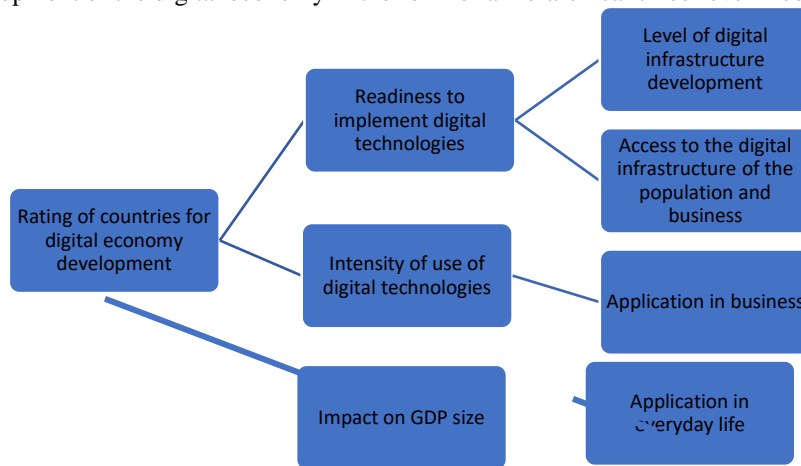 Level of digital
infrastructure
development
Readiness to
implement digital
technologies
Access to the digital
infrastructure of the
population and
business
Rating of countries for
digital economy
development
Intensity of use of
digital technologies
Application in business
Impact on GDP size
Application in
everyday life